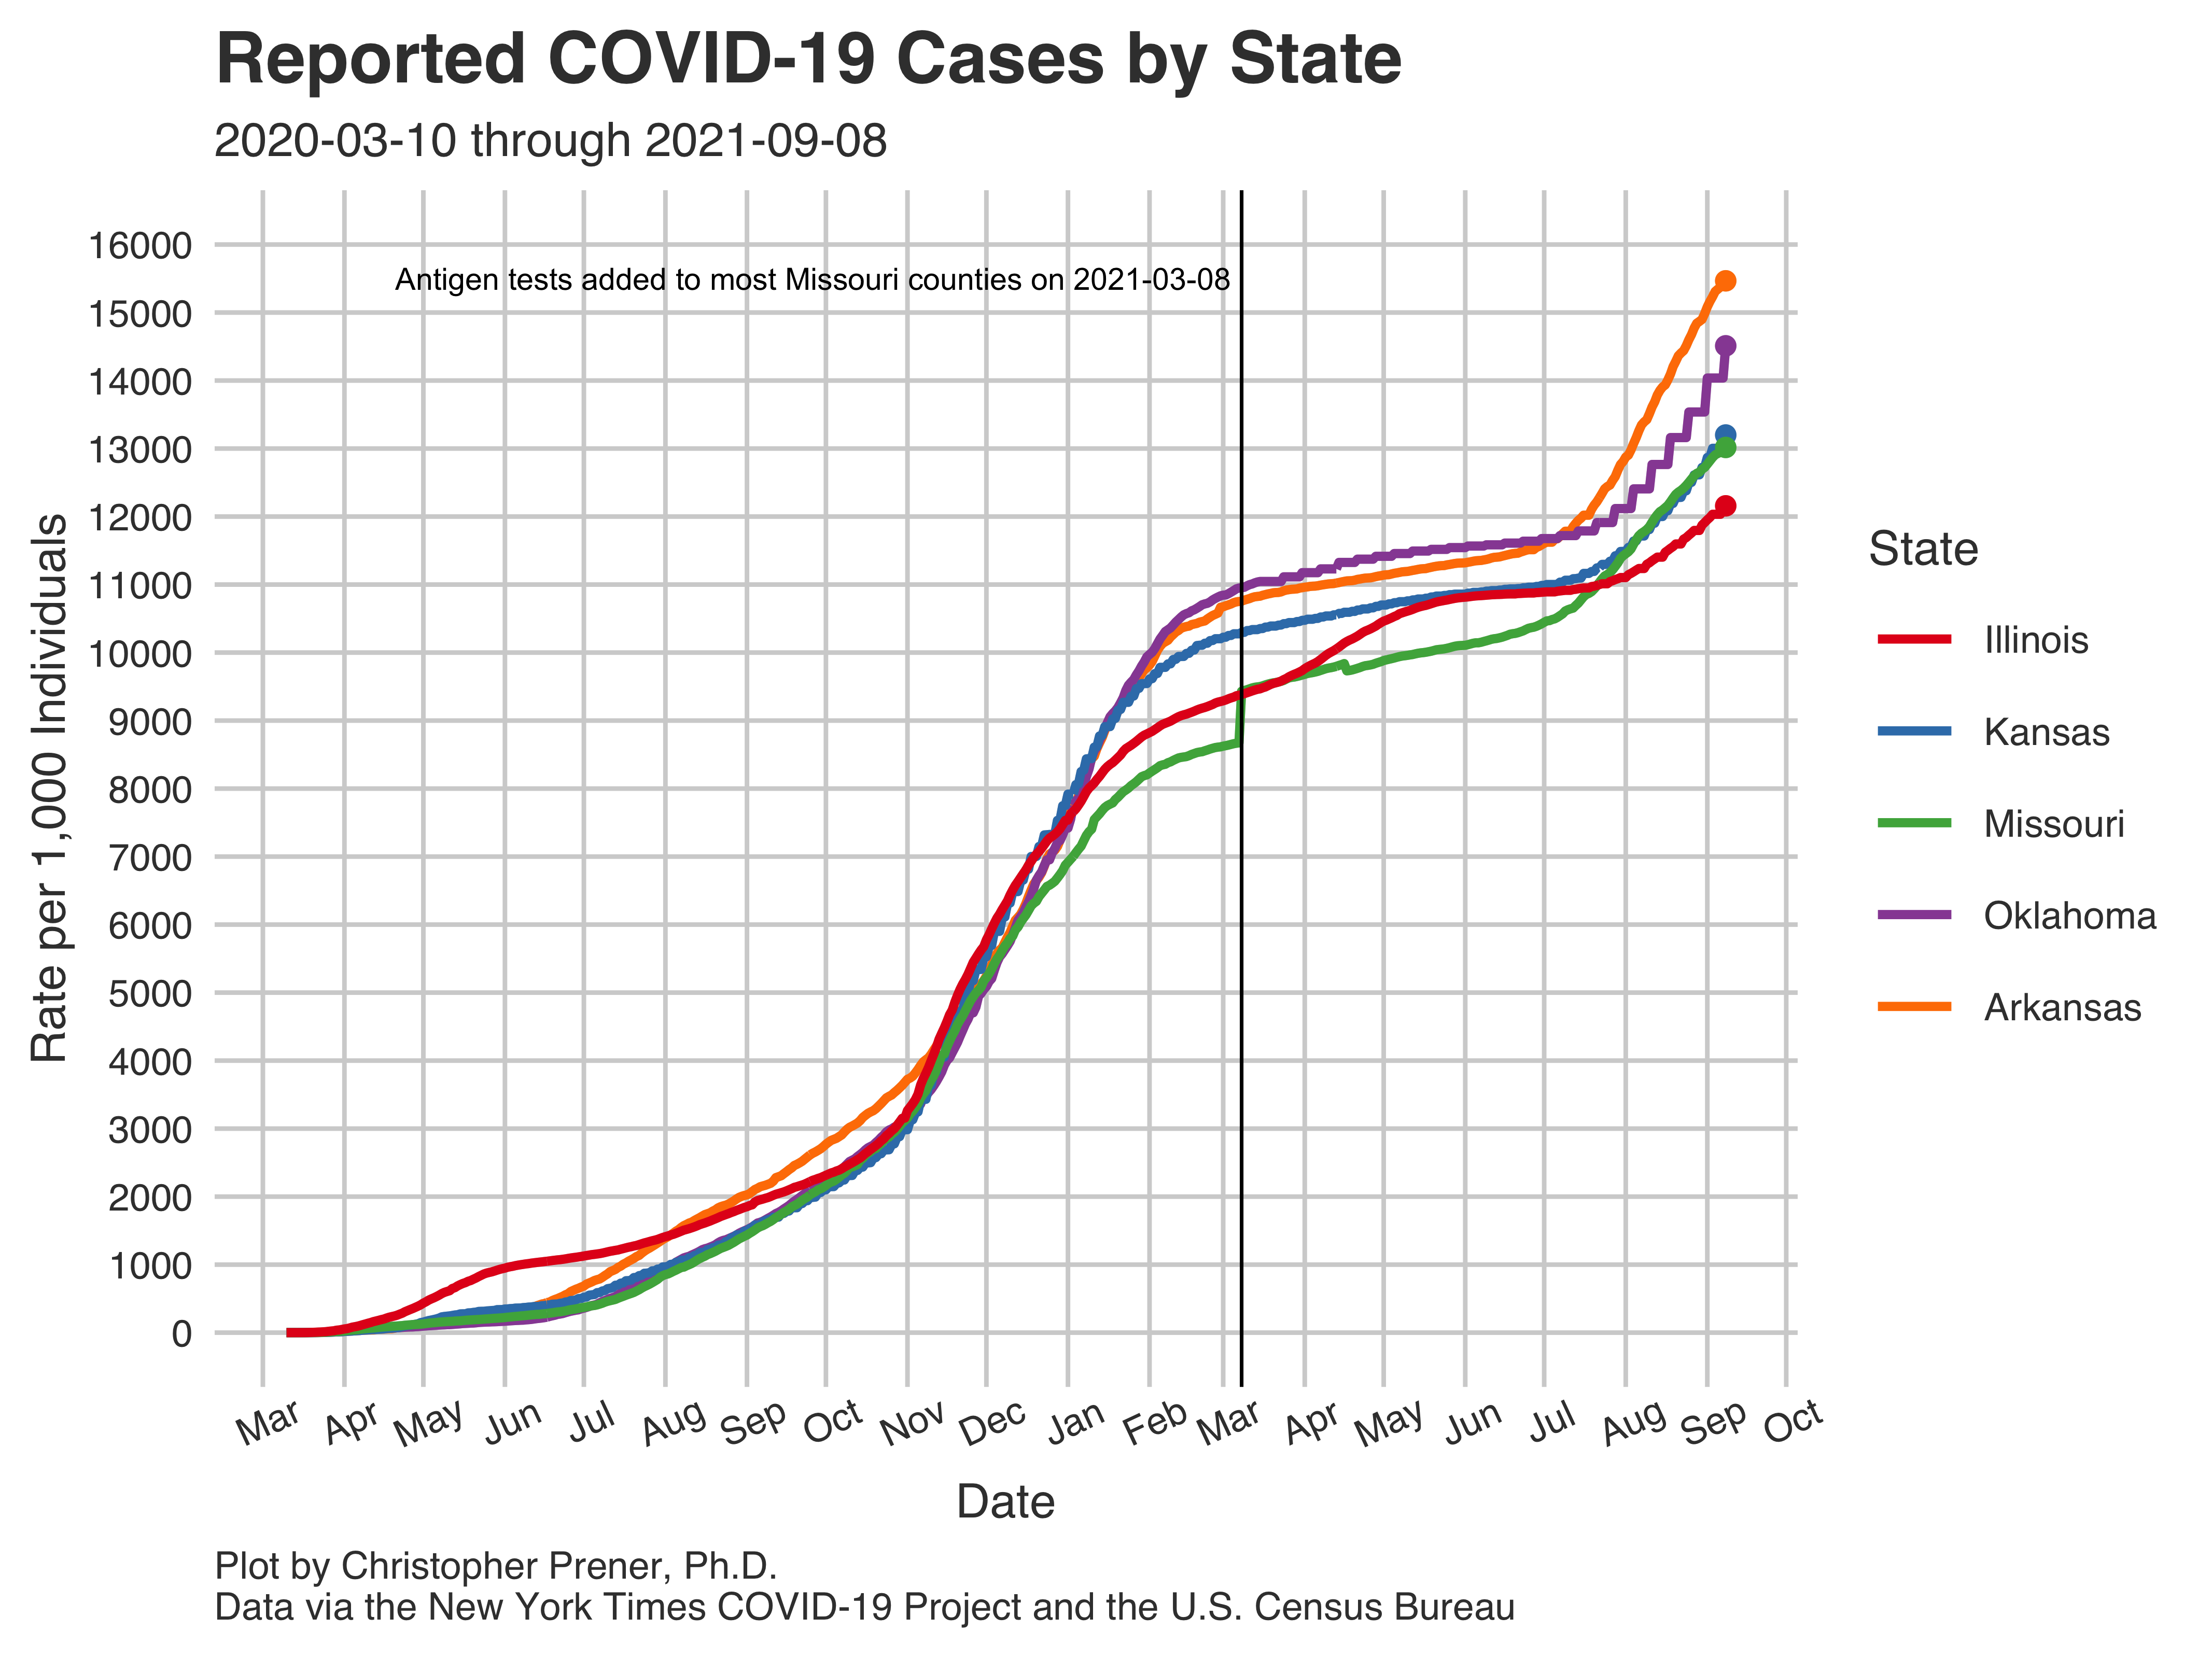 Reported COVID-19 Cases by State
2020-03-10 through 2021-09-08
Rate per 1,000 Individuals
16000
15000
14000
13000
12000
11000
10000
9000
8000
7000
6000
5000
4000
3000
2000
1000
0
Antigen tests added to most Missouri counties on 2021-03-08
Mar Apr May Jun Jul Aug Sep Oct Nov Dec Jan Feb Mar Apr May Jun Jul Aug Sep Oct
Date
State
Illinois
Kansas
Missouri
Oklahoma
Arkansas
Plot by Christopher Prener, Ph.D.
Data via the New York Times COVID-19 Project and the U.S. Census Bureau